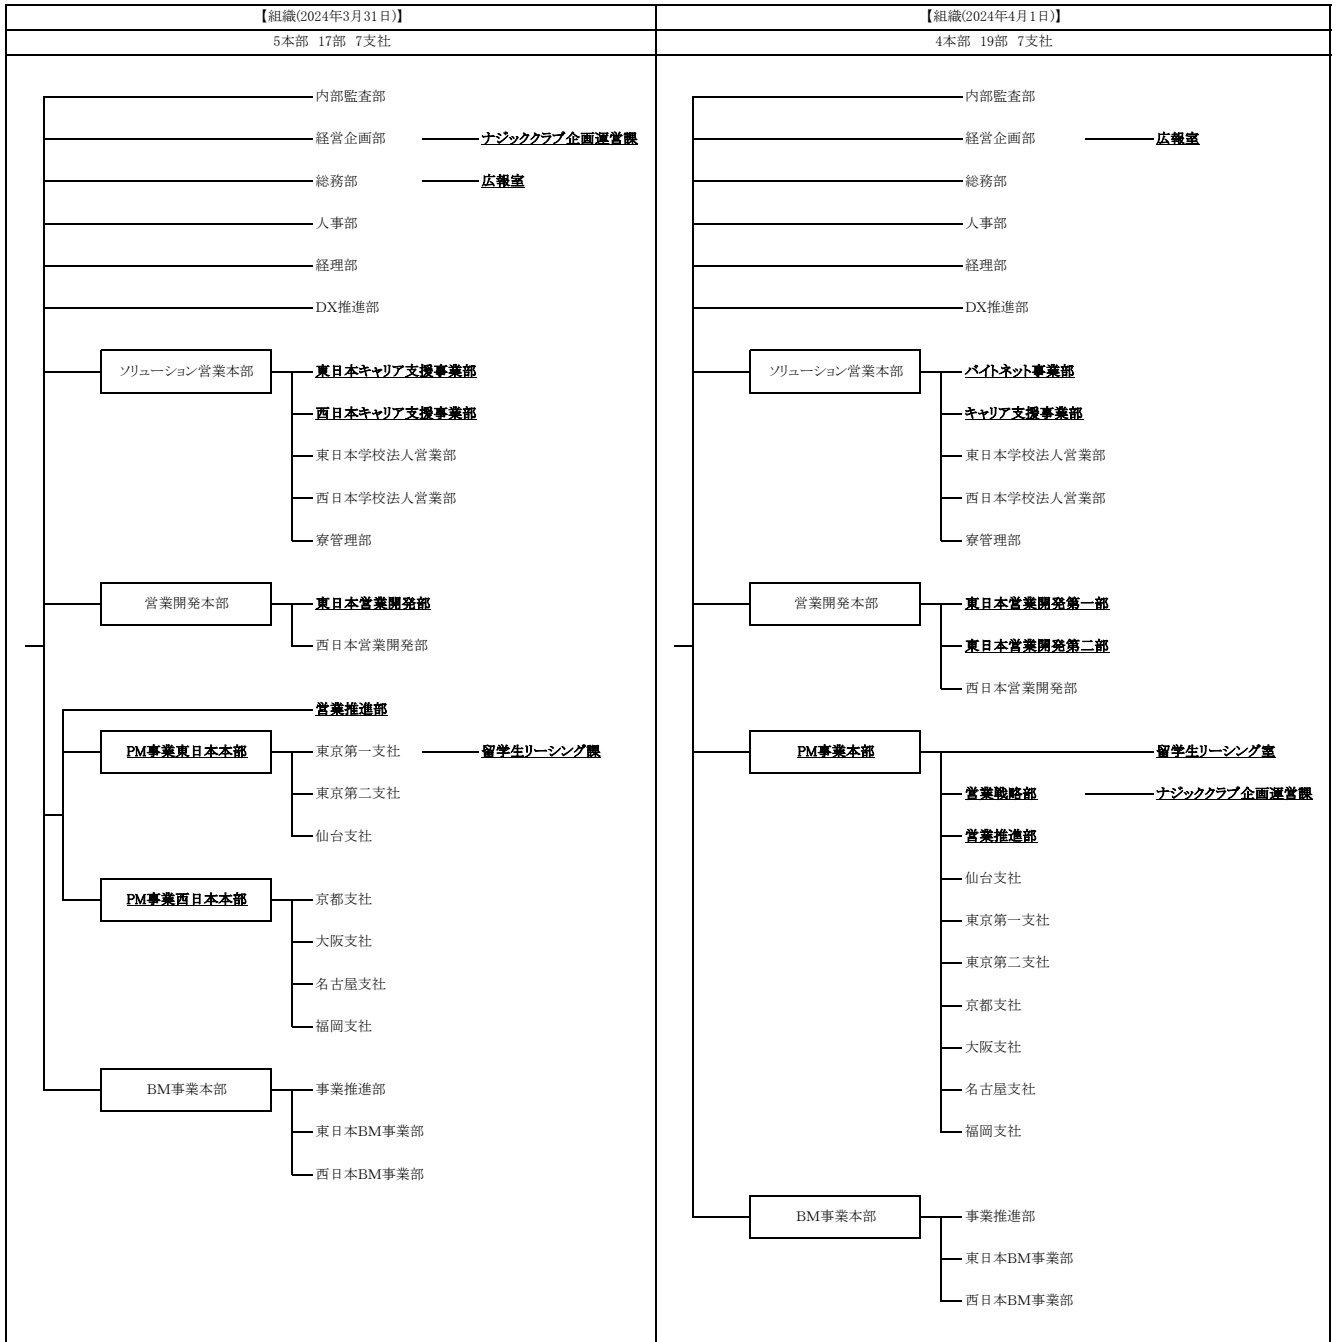 【組織(2024年3月31日)】
5本部 17部 7支社
内部監査部
経営企画部 ナジッククラブ企画運営課
総務部 広報室
人事部
経理部
DX推進部
ソリューション営業本部 東日本キャリア支援事業部
西日本キャリア支援事業部
東日本学校法人営業部
西日本学校法人営業部
寮管理部
営業開発本部 東日本営業開発部
西日本営業開発部
営業推進部
PM事業東日本本部 東京第一支社 留学生リーシング課
東京第二支社
仙台支社
PM事業西日本本部 京都支社
大阪支社
名古屋支社
福岡支社
BM事業本部 事業推進部
東日本BM事業部
西日本BM事業部
【組織(2024年4月1日)】
4本部 19部 7支社
内部監査部
経営企画部 広報室
総務部
人事部
経理部
DX推進部
ソリューション営業本部 バイトネット事業部
キャリア支援事業部
東日本学校法人営業部
西日本学校法人営業部
寮管理部
営業開発本部 東日本営業開発第一部
東日本営業開発第二部
西日本営業開発部
PM事業本部 留学生リーシング室
営業戦略部 ナジッククラブ企画運営課
営業推進部
仙台支社
東京第一支社
東京第二支社
京都支社
大阪支社
名古屋支社
福岡支社
BM事業本部 事業推進部
東日本BM事業部
西日本BM事業部